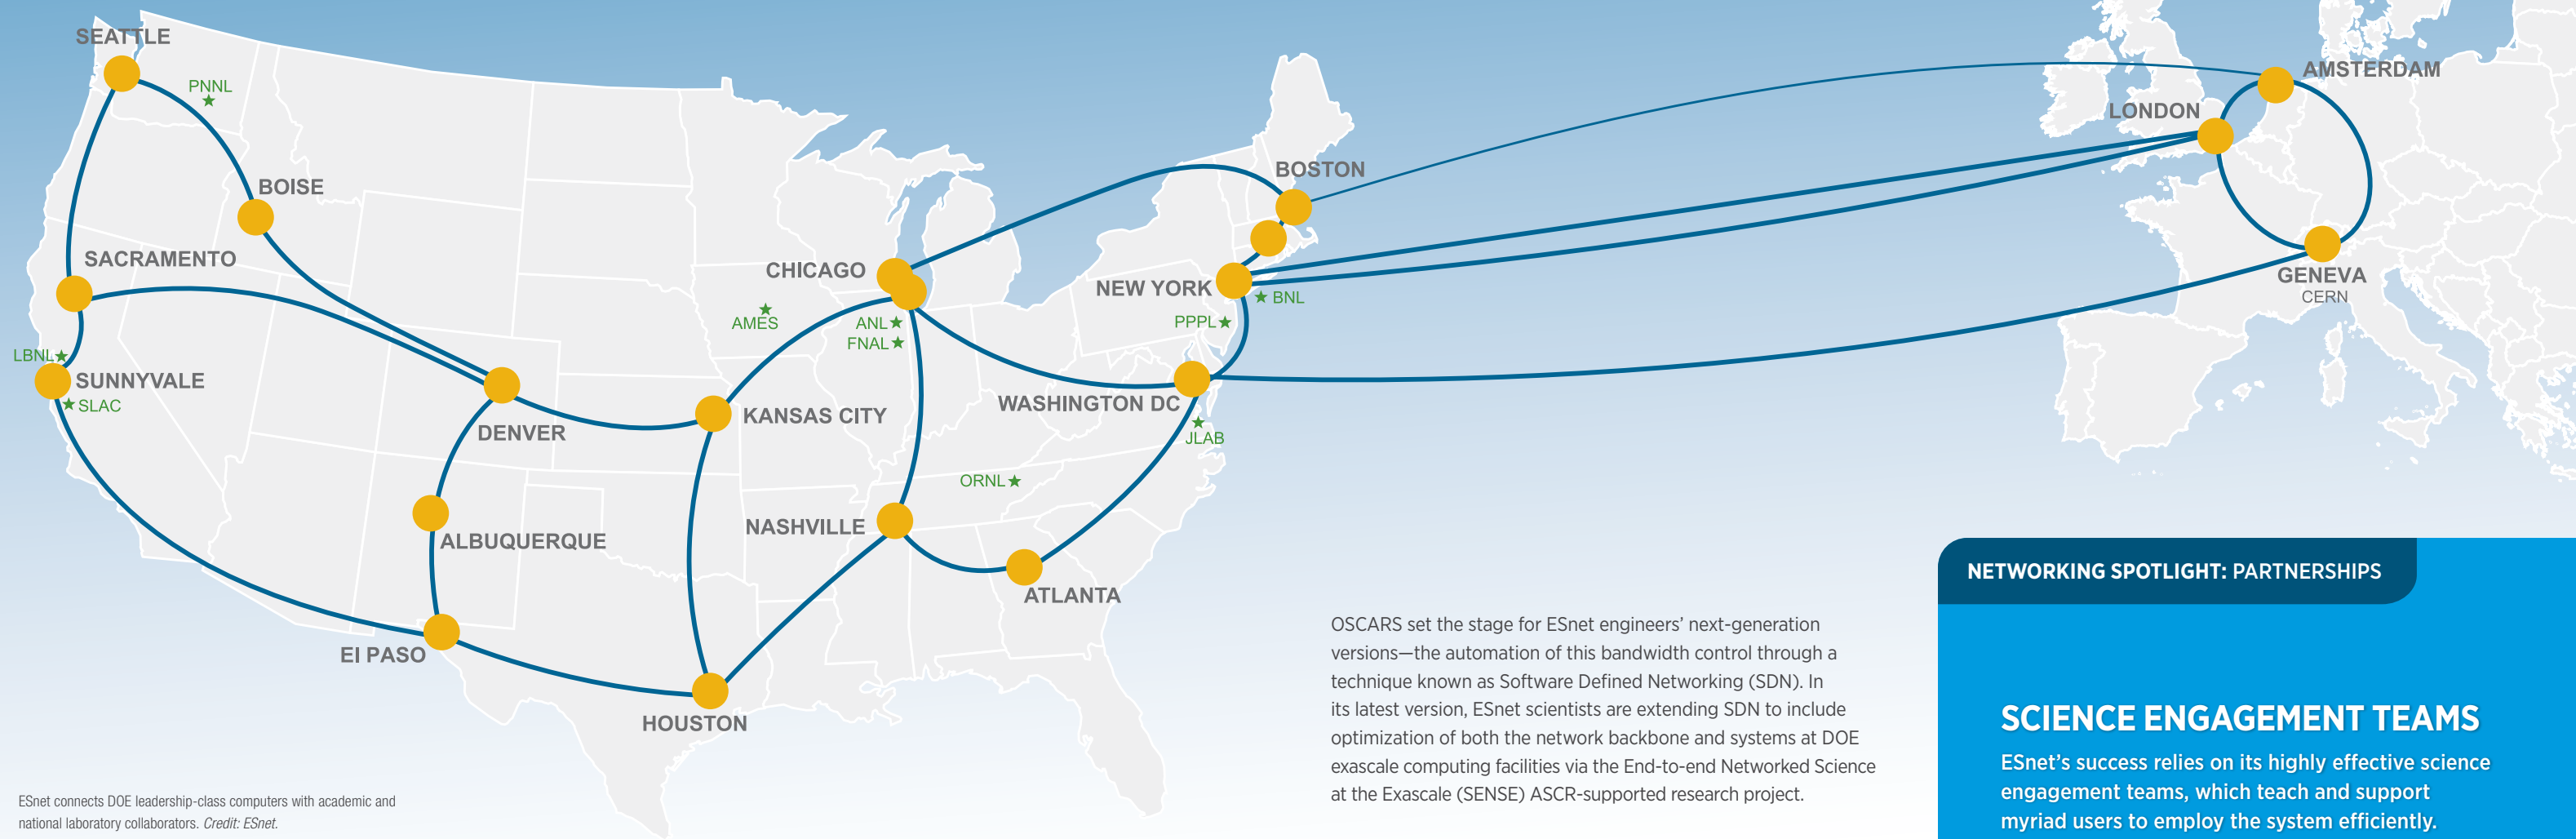 SEATTLE
PNNL
BOISE
SACRAMENTO
LBNL
SUNNYVALE
SLAC
DENVER
ALBUQUERQUE
EI PASO
HOUSTON
KANSAS CITY
CHICAGO
AMES
ANL
FNAL
NASHVILLE
ORNL
ATLANTA
WASHINGTON DC
JLAB
PPPL
NEW YORK
BNL
BOSTON
LONDON
AMSTERDAM
GENEVA
CERN
ESnet connects DOE leadership-class computers with academic and
national laboratory collaborators. Credit: ESnet.
OSCARS set the stage for ESnet engineers’ next-generation
versions—the automation of this bandwidth control through a
technique known as Software Defined Networking (SDN). In
its latest version, ESnet scientists are extending SDN to include
optimization of both the network backbone and systems at DOE
exascale computing facilities via the End-to-end Networked Science
at the Exascale (SENSE) ASCR-supported research project.
NETWORKING SPOTLIGHT: PARTNERSHIPS
SCIENCE ENGAGEMENT TEAMS
ESnet’s success relies on its highly effective science
engagement teams, which teach and support
myriad users to employ the system efficiently.